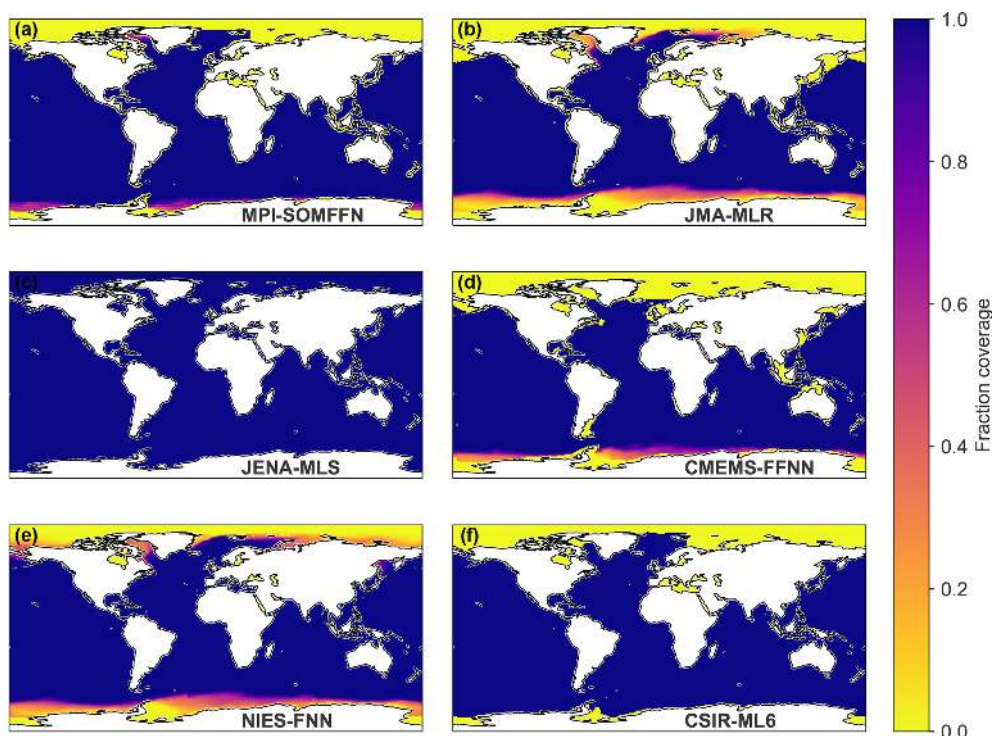 (a)
MPI-SOMFFN
(b)
JMA-MLR
(c)
JENA-MLS
(d)
CMEMS-FFNN
(e)
NIES-FNN
(f)
CSIR-ML6
1.0
0.8
0.6
0.4
0.2
0.0
Fraction coverage